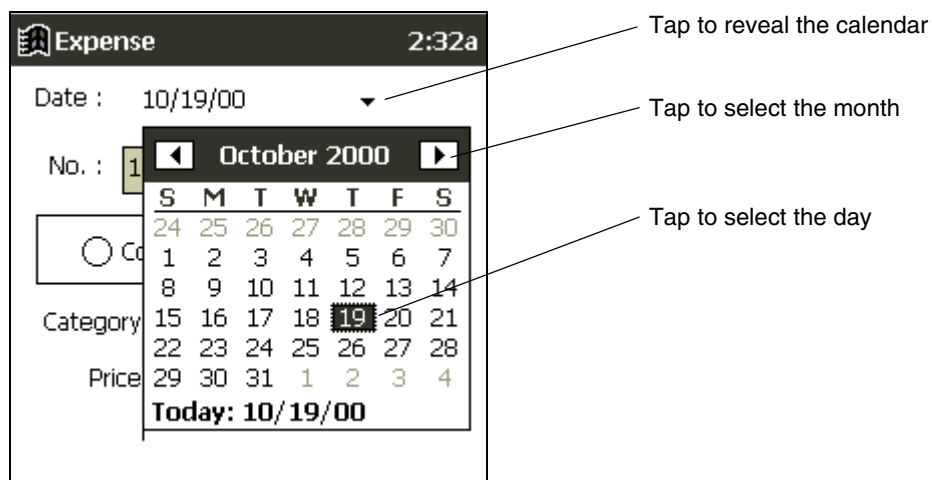 Expense 2:32a
Tap to reveal the calendar
Date : 10/19/00
Tap to select the month
No. : 1
October 2000
S M T W T F S
24 25 26 27 28 29 30
Tap to select the day
Co
1 2 3 4 5 6 7
8 9 10 11 12 13 14
Category
15 16 17 18 19 20 21
22 23 24 25 26 27 28
Price
29 30 31 1 2 3 4
Today: 10/19/00